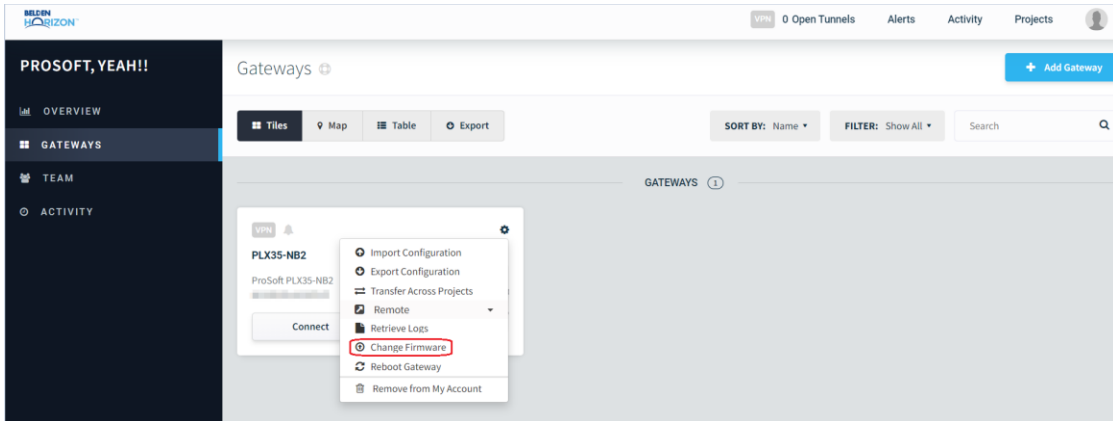 BELDEN
HORIZON
VPN 0 Open Tunnels Alerts Activity Projects
PROSOFT, YEAH!!
OVERVIEW
GATEWAYS
TEAM
ACTIVITY
Gateways
+ Add Gateway
Tiles Map Table Export
SORT BY: Name FILTER: Show All Search
GATEWAYS 1
VPN
PLX35-NB2
ProSoft PLX35-NB2
Connect
Import Configuration
Export Configuration
Transfer Across Projects
Remote
Retrieve Logs
Change Firmware
Reboot Gateway
Remove from My Account